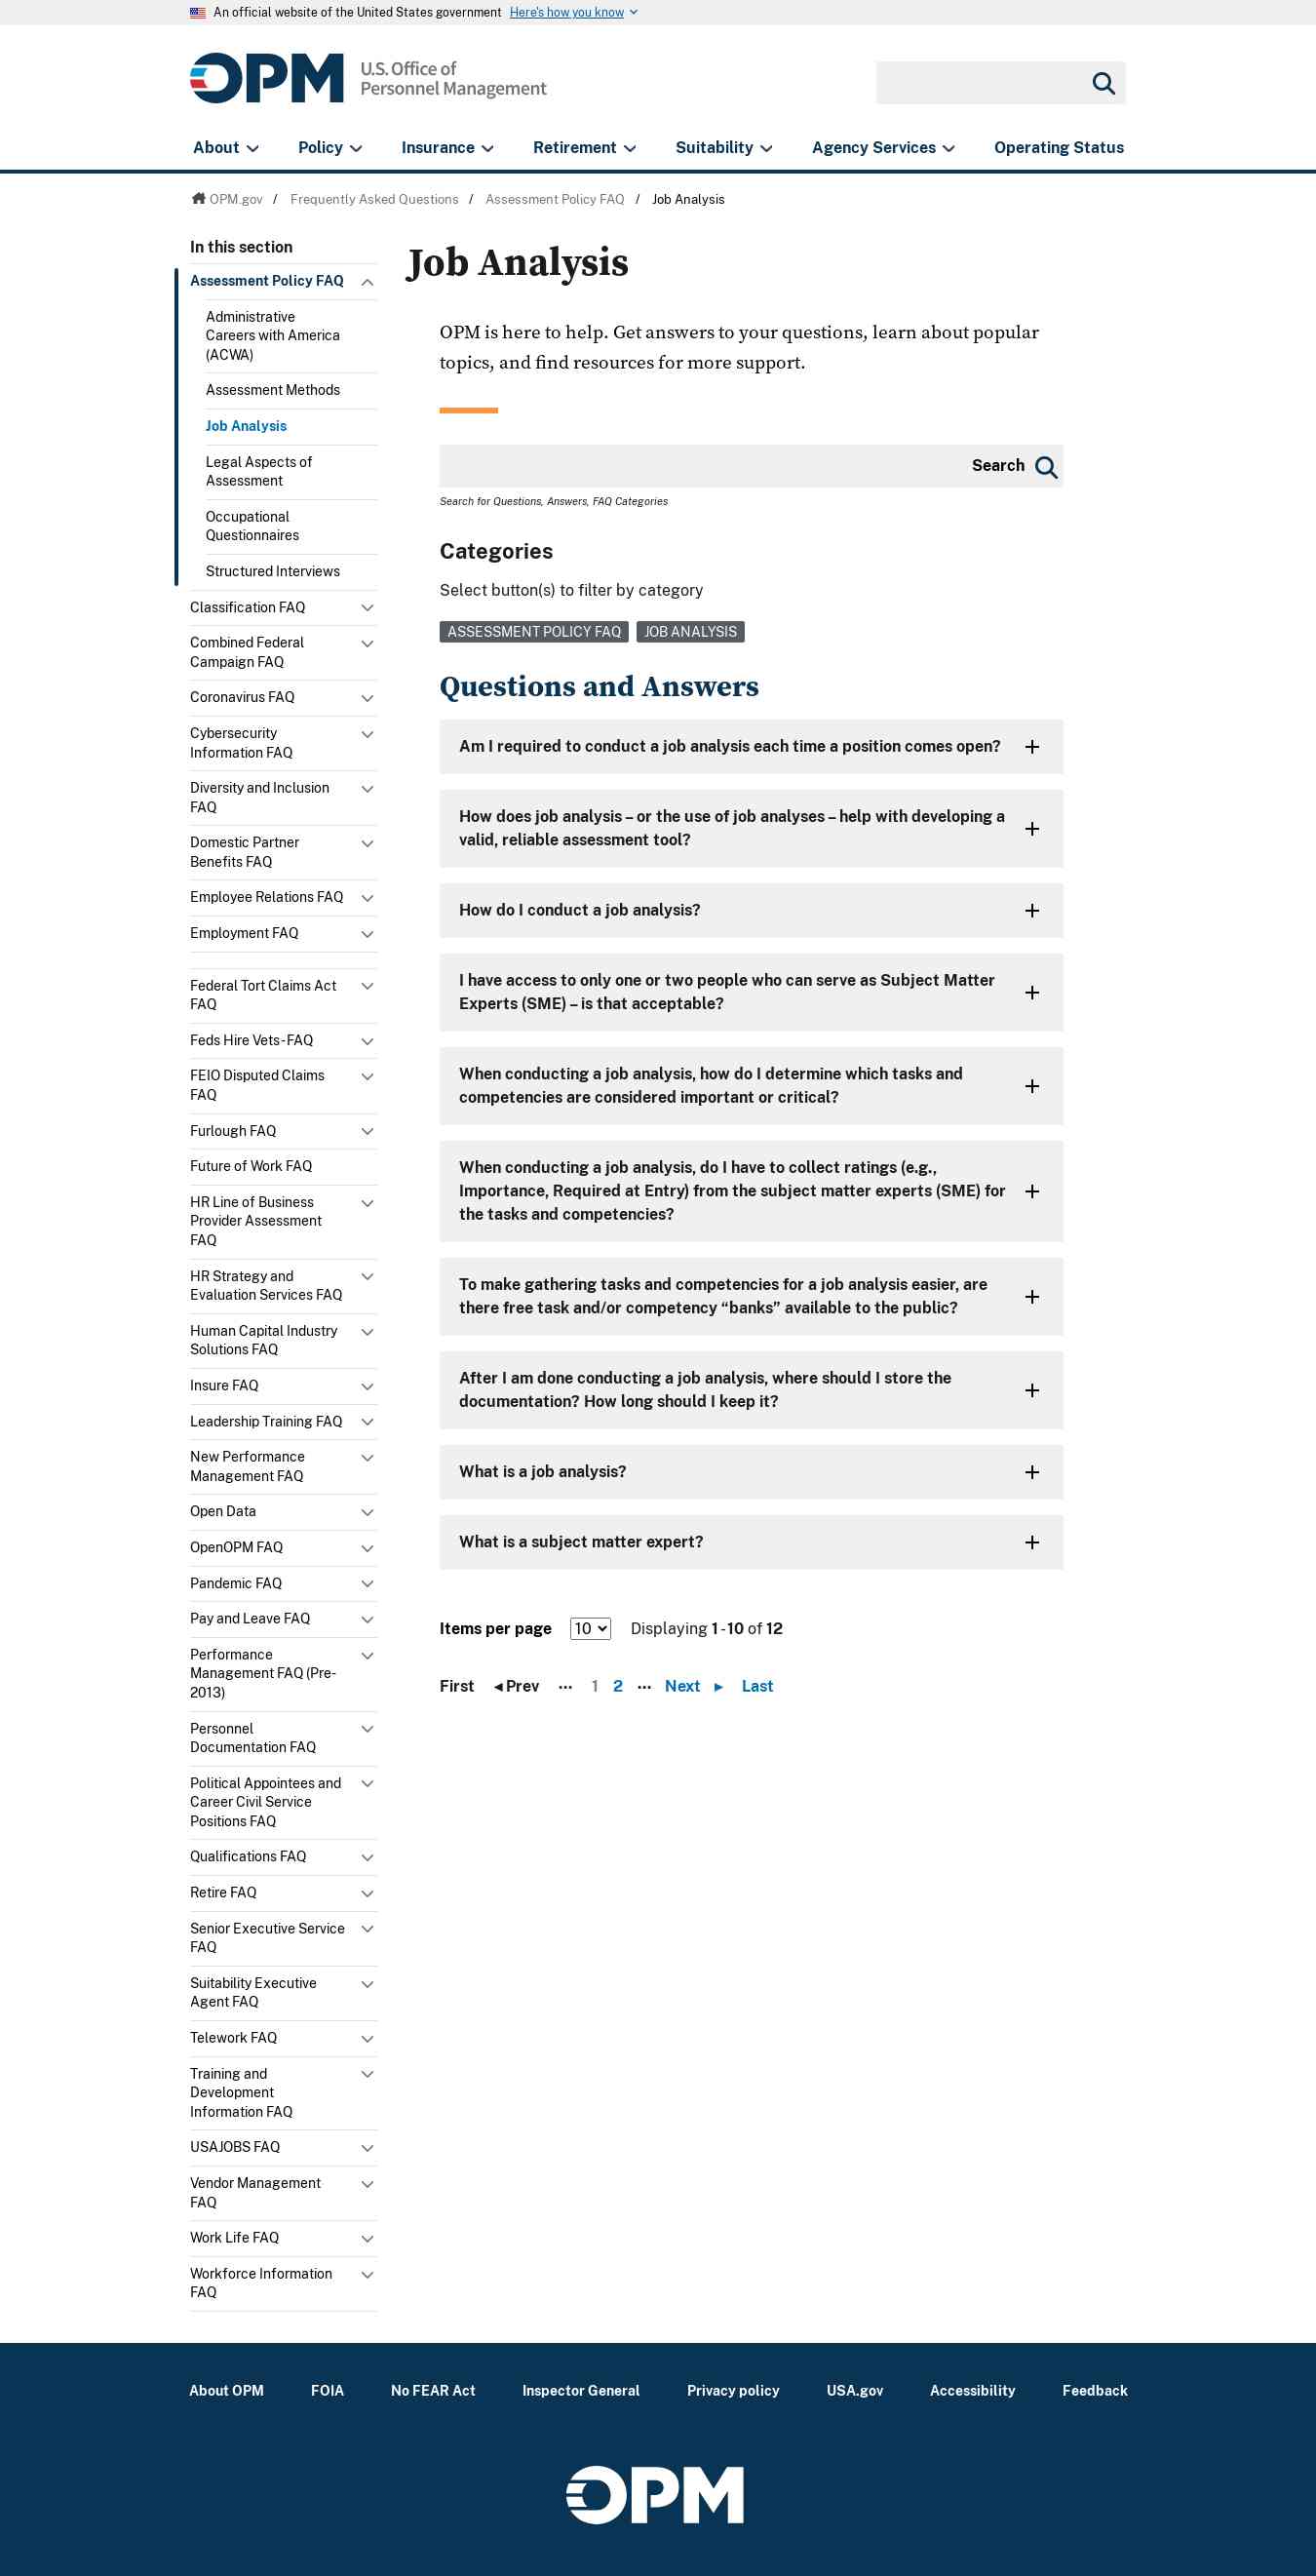 An official website of the United States government Here's how you know
OPM U.S. Office of
Personnel Management
About Policy Insurance Retirement Suitability Agency Services Operating Status
OPM.gov / Frequently Asked Questions / Assessment Policy FAQ / Job Analysis
In this section
Assessment Policy FAQ
Administrative
Careers with America
(ACWA)
Assessment Methods
Job Analysis
Legal Aspects of
Assessment
Occupational
Questionnaires
Structured Interviews
Classification FAQ
Combined Federal
Campaign FAQ
Coronavirus FAQ
Cybersecurity
Information FAQ
Diversity and Inclusion
FAQ
Domestic Partner
Benefits FAQ
Employee Relations FAQ
Employment FAQ
Federal Tort Claims Act
FAQ
Feds Hire Vets-FAQ
FEIO Disputed Claims
FAQ
Furlough FAQ
Future of Work FAQ
HR Line of Business
Provider Assessment
FAQ
HR Strategy and
Evaluation Services FAQ
Human Capital Industry
Solutions FAQ
Insure FAQ
Leadership Training FAQ
New Performance
Management FAQ
Open Data
OpenOPM FAQ
Pandemic FAQ
Pay and Leave FAQ
Performance
Management FAQ (Pre-
2013)
Personnel
Documentation FAQ
Political Appointees and
Career Civil Service
Positions FAQ
Qualifications FAQ
Retire FAQ
Senior Executive Service
FAQ
Suitability Executive
Agent FAQ
Telework FAQ
Training and
Development
Information FAQ
USAJOBS FAQ
Vendor Management
FAQ
Work Life FAQ
Workforce Information
FAQ
Job Analysis
OPM is here to help. Get answers to your questions, learn about popular
topics, and find resources for more support.
Search
Search for Questions, Answers, FAQ Categories
Categories
Select button(s) to filter by category
ASSESSMENT POLICY FAQ JOB ANALYSIS
Questions and Answers
Am I required to conduct a job analysis each time a position comes open?
How does job analysis – or the use of job analyses – help with developing a
valid, reliable assessment tool?
How do I conduct a job analysis?
I have access to only one or two people who can serve as Subject Matter
Experts (SME) – is that acceptable?
When conducting a job analysis, how do I determine which tasks and
competencies are considered important or critical?
When conducting a job analysis, do I have to collect ratings (e.g.,
Importance, Required at Entry) from the subject matter experts (SME) for
the tasks and competencies?
To make gathering tasks and competencies for a job analysis easier, are
there free task and/or competency “banks” available to the public?
After I am done conducting a job analysis, where should I store the
documentation? How long should I keep it?
What is a job analysis?
What is a subject matter expert?
Items per page 10 Displaying 1 - 10 of 12
First ◂ Prev ··· 1 2 ··· Next ▸ Last
About OPM FOIA No FEAR Act Inspector General Privacy policy USA.gov Accessibility Feedback
OPM